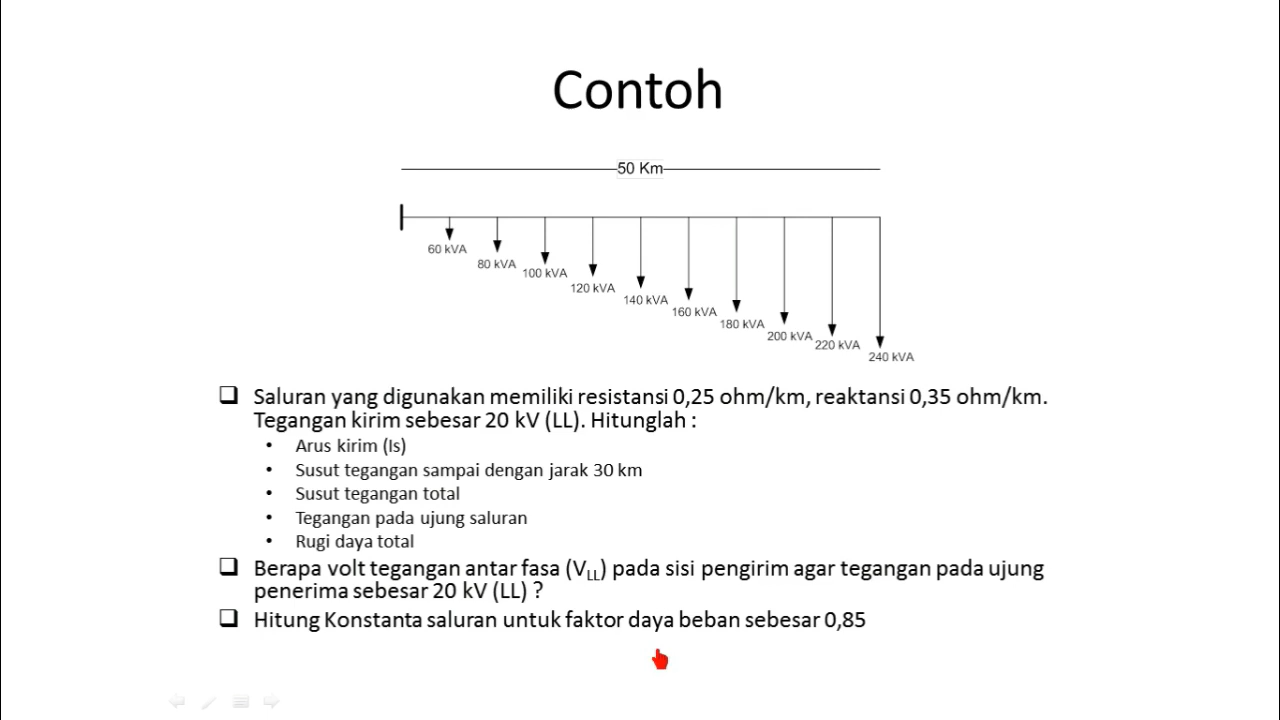 Contoh
50 Km
60 kVA
80 kVA
100 kVA
120 kVA
140 kVA
160 kVA
180 kVA
200 kVA
220 kVA
240 kVA
Saluran yang digunakan memiliki resistansi 0,25 ohm/km, reaktansi 0,35 ohm/km.
Tegangan kirim sebesar 20 kV (LL). Hitunglah :
• Arus kirim (Is)
• Susut tegangan sampai dengan jarak 30 km
• Susut tegangan total
• Tegangan pada ujung saluran
• Rugi daya total
Berapa volt tegangan antar fasa (VLL) pada sisi pengirim agar tegangan pada ujung
penerima sebesar 20 kV (LL) ?
Hitung Konstanta saluran untuk faktor daya beban sebesar 0,85